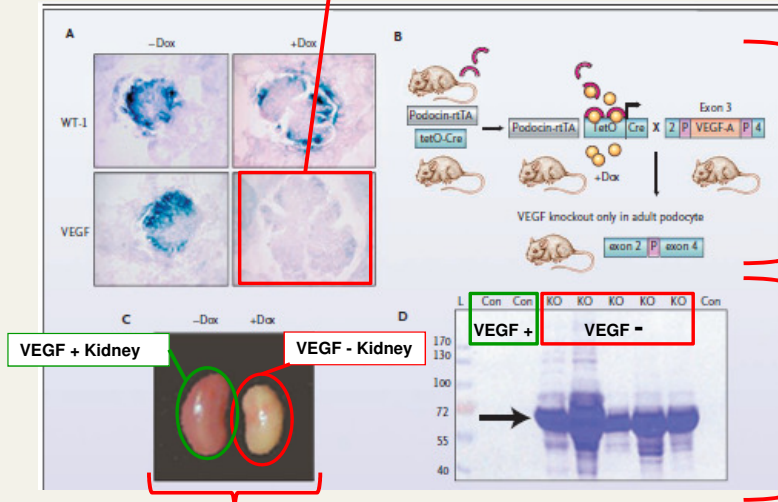 A
–Dox
+Dox
WT-1
VEGF
B
Podocin-rtTA
tetO-Cre
Podocin-rtTA
TetO
Cre
X
Exon 3
2
P
VEGF-A
P
4
+Dox
VEGF knockout only in adult podocyte
exon 2
P
exon 4
C
–Dox
+Dox
VEGF + Kidney
VEGF - Kidney
D
L Con Con KO KO KO KO KO Con
VEGF +
VEGF -
170
130
100
72
55
40